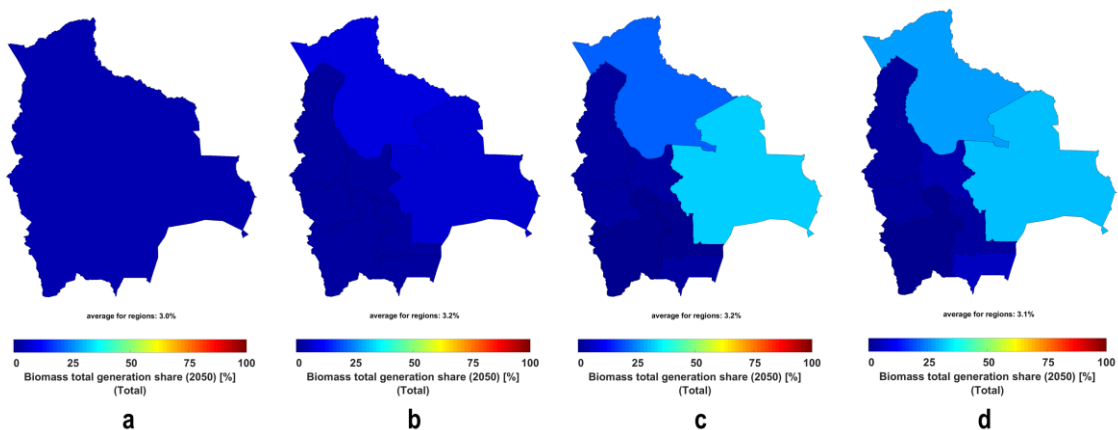 average for regions: 3.0%
0 25 50 75 100
Biomass total generation share (2050) [%]
(Total)
a
average for regions: 3.2%
0 25 50 75 100
Biomass total generation share (2050) [%]
(Total)
b
average for regions: 3.2%
0 25 50 75 100
Biomass total generation share (2050) [%]
(Total)
c
average for regions: 3.1%
0 25 50 75 100
Biomass total generation share (2050) [%]
(Total)
d